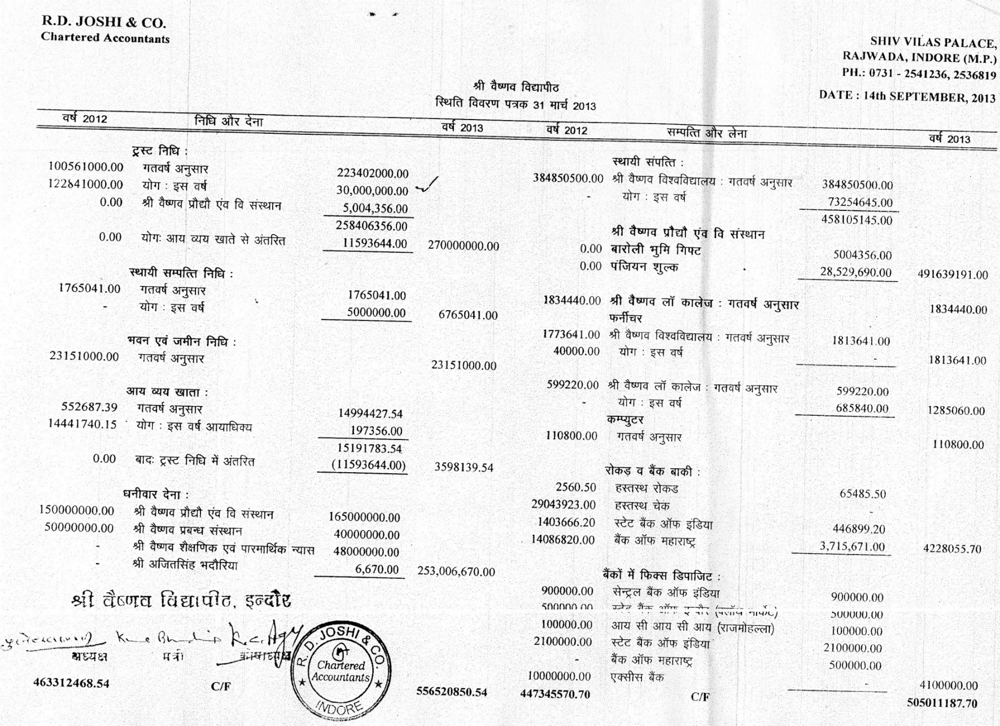 R.D. JOSHI & CO.
Chartered Accountants
SHIV VILAS PALACE,
RAJWADA, INDORE (M.P.)
PH.: 0731 - 2541236, 2536819
DATE : 14th SEPTEMBER, 2013
श्री वैष्णव विद्यापीठ
स्थिति विवरण पत्रक 31 मार्च 2013
वर्ष 2012 निधि और देना वर्ष 2013
ट्रस्ट निधि :
100561000.00 गतवर्ष अनुसार 223402000.00
122841000.00 योग : इस वर्ष 30,000,000.00
0.00 श्री वैष्णव प्रौद्यौ एंव वि संस्थान 5,004,356.00
258406356.00
0.00 योगः आय व्यय खाते से अंतरित 11593644.00 270000000.00
स्थायी सम्पत्ति निधि :
1765041.00 गतवर्ष अनुसार 1765041.00
- योग : इस वर्ष 5000000.00 6765041.00
भवन एवं जमीन निधि :
23151000.00 गतवर्ष अनुसार 23151000.00
आय व्यय खाता :
552687.39 गतवर्ष अनुसार 14994427.54
14441740.15 योग : इस वर्ष आयाधिक्य 197356.00
15191783.54
0.00 बादः ट्रस्ट निधि में अंतरित (11593644.00) 3598139.54
धनीवार देना :
150000000.00 श्री वैष्णव प्रौद्यौ एंव वि संस्थान 165000000.00
50000000.00 श्री वैष्णव प्रबन्ध संस्थान 40000000.00
- श्री वैष्णव शैक्षणिक एवं पारमार्थिक न्यास 48000000.00
- श्री अजितसिंह भदौरिया 6,670.00 253,006,670.00
श्री वैष्णव विद्यापीठ, इन्दौर
अध्यक्ष मंत्री कोषाध्यक्ष
R. D. JOSHI & CO.
Chartered
Accountants
INDORE
463312468.54 C/F 556520850.54
वर्ष 2012 सम्पत्ति और लेना वर्ष 2013
स्थायी संपत्ति :
384850500.00 श्री वैष्णव विश्वविद्यालय : गतवर्ष अनुसार 384850500.00
- योग : इस वर्ष 73254645.00
458105145.00
श्री वैष्णव प्रौद्यौ एंव वि संस्थान
0.00 बारोली भुमि गिफ्ट 5004356.00
0.00 पंजियन शुल्क 28,529,690.00 491639191.00
1834440.00 श्री वैष्णव लॉ कालेज : गतवर्ष अनुसार 1834440.00
फर्नीचर
1773641.00 श्री वैष्णव विश्वविद्यालय : गतवर्ष अनुसार 1813641.00
40000.00 योग : इस वर्ष - 1813641.00
599220.00 श्री वैष्णव लॉ कालेज : गतवर्ष अनुसार 599220.00
- योग : इस वर्ष 685840.00 1285060.00
कम्प्युटर
110800.00 गतवर्ष अनुसार 110800.00
रोकड़ व बैंक बाकी :
2560.50 हस्तस्थ रोकड 65485.50
29043923.00 हस्तस्थ चेक -
1403666.20 स्टेट बैंक ऑफ इंडिया 446899.20
14086820.00 बैंक ऑफ महाराष्ट्र 3,715,671.00 4228055.70
बैंकों में फिक्स डिपाजिट :
900000.00 सेन्ट्रल बैंक ऑफ इंडिया 900000.00
500000.00 स्टेट बैंक ऑफ इन्दौर (क्लॉथ मार्केट) 500000.00
100000.00 आय सी आय सी आय (राजमोहल्ला) 100000.00
2100000.00 स्टेट बैंक ऑफ इंडिया 2100000.00
- बैंक ऑफ महाराष्ट्र 500000.00
10000000.00 एक्सीस बैंक - 4100000.00
447345570.70 C/F 505011187.70